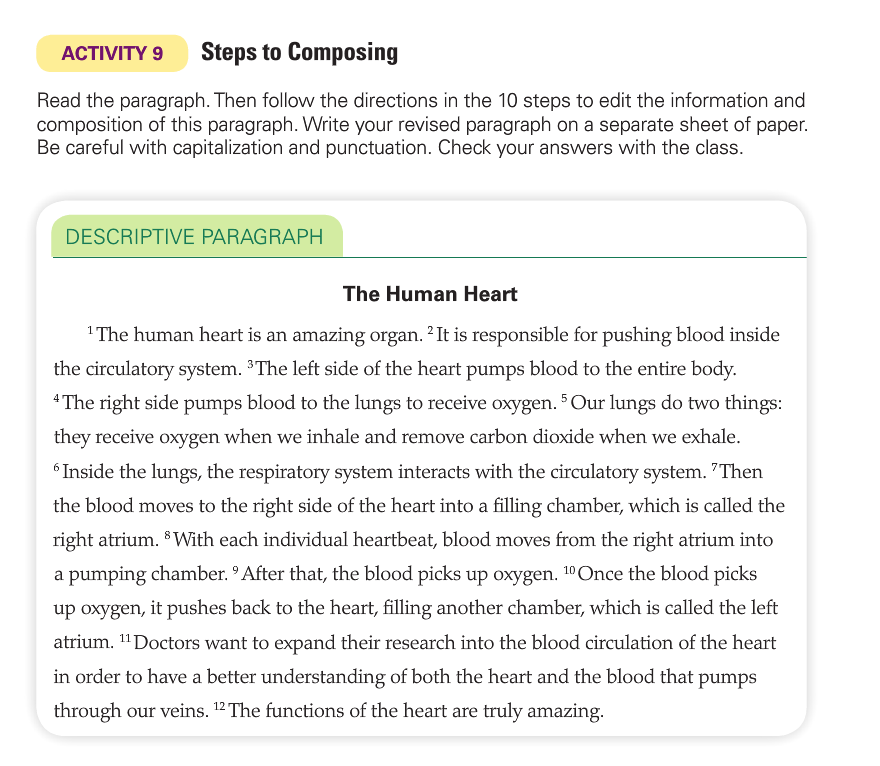 ACTIVITY 9 Steps to Composing
Read the paragraph. Then follow the directions in the 10 steps to edit the information and
composition of this paragraph. Write your revised paragraph on a separate sheet of paper.
Be careful with capitalization and punctuation. Check your answers with the class.
DESCRIPTIVE PARAGRAPH
The Human Heart
¹ The human heart is an amazing organ. ² It is responsible for pushing blood inside
the circulatory system. ³ The left side of the heart pumps blood to the entire body.
⁴ The right side pumps blood to the lungs to receive oxygen. ⁵ Our lungs do two things:
they receive oxygen when we inhale and remove carbon dioxide when we exhale.
⁶ Inside the lungs, the respiratory system interacts with the circulatory system. ⁷ Then
the blood moves to the right side of the heart into a filling chamber, which is called the
right atrium. ⁸ With each individual heartbeat, blood moves from the right atrium into
a pumping chamber. ⁹ After that, the blood picks up oxygen. ¹⁰ Once the blood picks
up oxygen, it pushes back to the heart, filling another chamber, which is called the left
atrium. ¹¹ Doctors want to expand their research into the blood circulation of the heart
in order to have a better understanding of both the heart and the blood that pumps
through our veins. ¹² The functions of the heart are truly amazing.